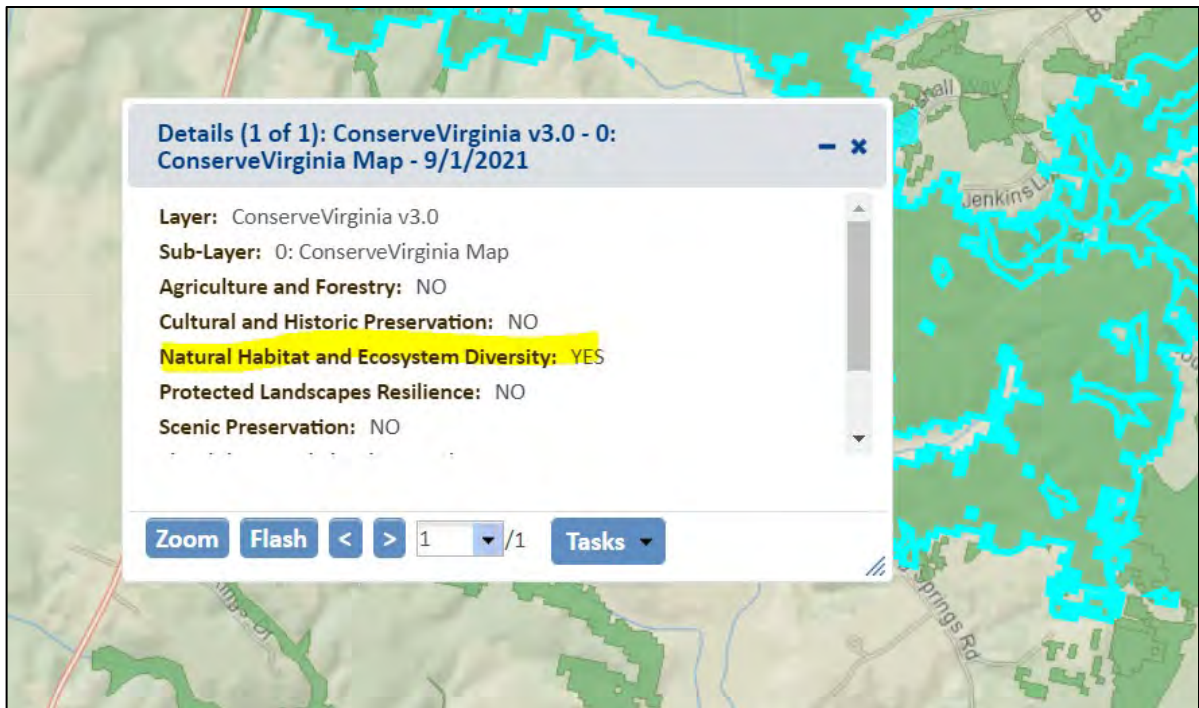 Details (1 of 1): ConserveVirginia v3.0 - 0:
ConserveVirginia Map - 9/1/2021
Layer: ConserveVirginia v3.0
Sub-Layer: 0: ConserveVirginia Map
Agriculture and Forestry: NO
Cultural and Historic Preservation: NO
Natural Habitat and Ecosystem Diversity: YES
Protected Landscapes Resilience: NO
Scenic Preservation: NO
Zoom Flash < > 1 /1 Tasks
Jenkins
Springs Rd